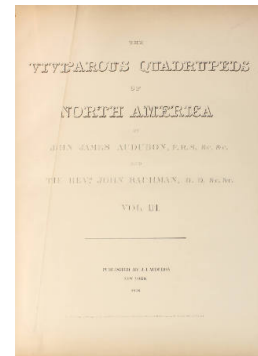 THE
VIVIPAROUS QUADRUPEDS
OF
NORTH AMERICA
BY
JOHN JAMES AUDUBON, F.R.S. &c. &c.
AND
THE REVD. JOHN BACHMAN, D.D. &c. &c.
VOL. III.
PUBLISHED BY J.J. AUDUBON,
NEW YORK